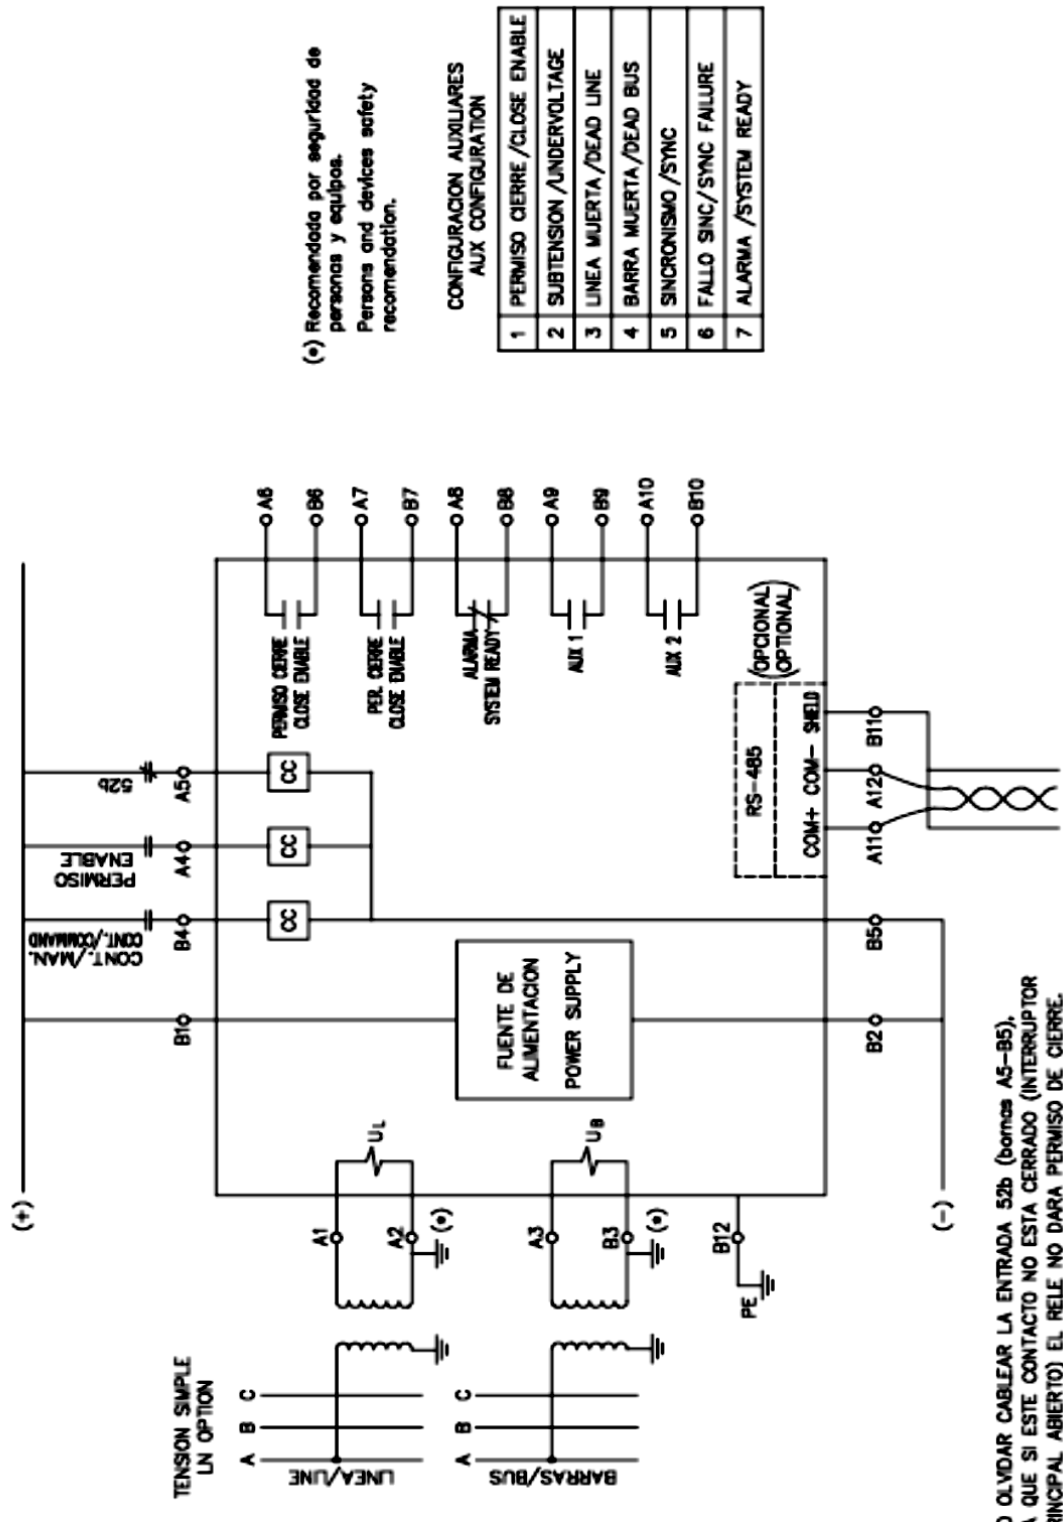 (*) Recomendada por seguridad de
personas y equipos.
Persons and devices safety
recomendation.
CONFIGURACION AUXILIARES
AUX CONFIGURATION
1 PERMISO CIERRE/CLOSE ENABLE
2 SUBTENSION/UNDERVOLTAGE
3 LINEA MUERTA/DEAD LINE
4 BARRA MUERTA/DEAD BUS
5 SINCRONISMO/SYNC
6 FALLO SINC/SYNC FAILURE
7 ALARMA /SYSTEM READY
TENSION SIMPLE
LN OPTION
A B C
LINEA/LINE
A B C
BARRAS/BUS
(+)
A1
A2
(*)
UL
A3
B3
(*)
UB
B12
PE
(-)
B1
B4
A4
A5
CONT./MAN.
CONT./COMMAND
PERMISO
ENABLE
52b
CC
CC
CC
FUENTE DE
ALIMENTACION
POWER SUPPLY
B2
B5
A11
A12
B11
PERMISO CIERRE
CLOSE ENABLE
A6
B6
PER. CIERRE
CLOSE ENABLE
A7
B7
ALARMA
SYSTEM READY
A8
B8
AUX 1
A9
B9
AUX 2
A10
B10
RS-485
COM+ COM- SHIELD
(OPCIONAL)
(OPTIONAL)
OLVIDAR CABLEAR LA ENTRADA 52b (bornas A5-B5).
QUE SI ESTE CONTACTO NO ESTA CERRADO (INTERRUPTOR
ABIERTO) EL RELE NO DARA PERMISO DE CIERRE.